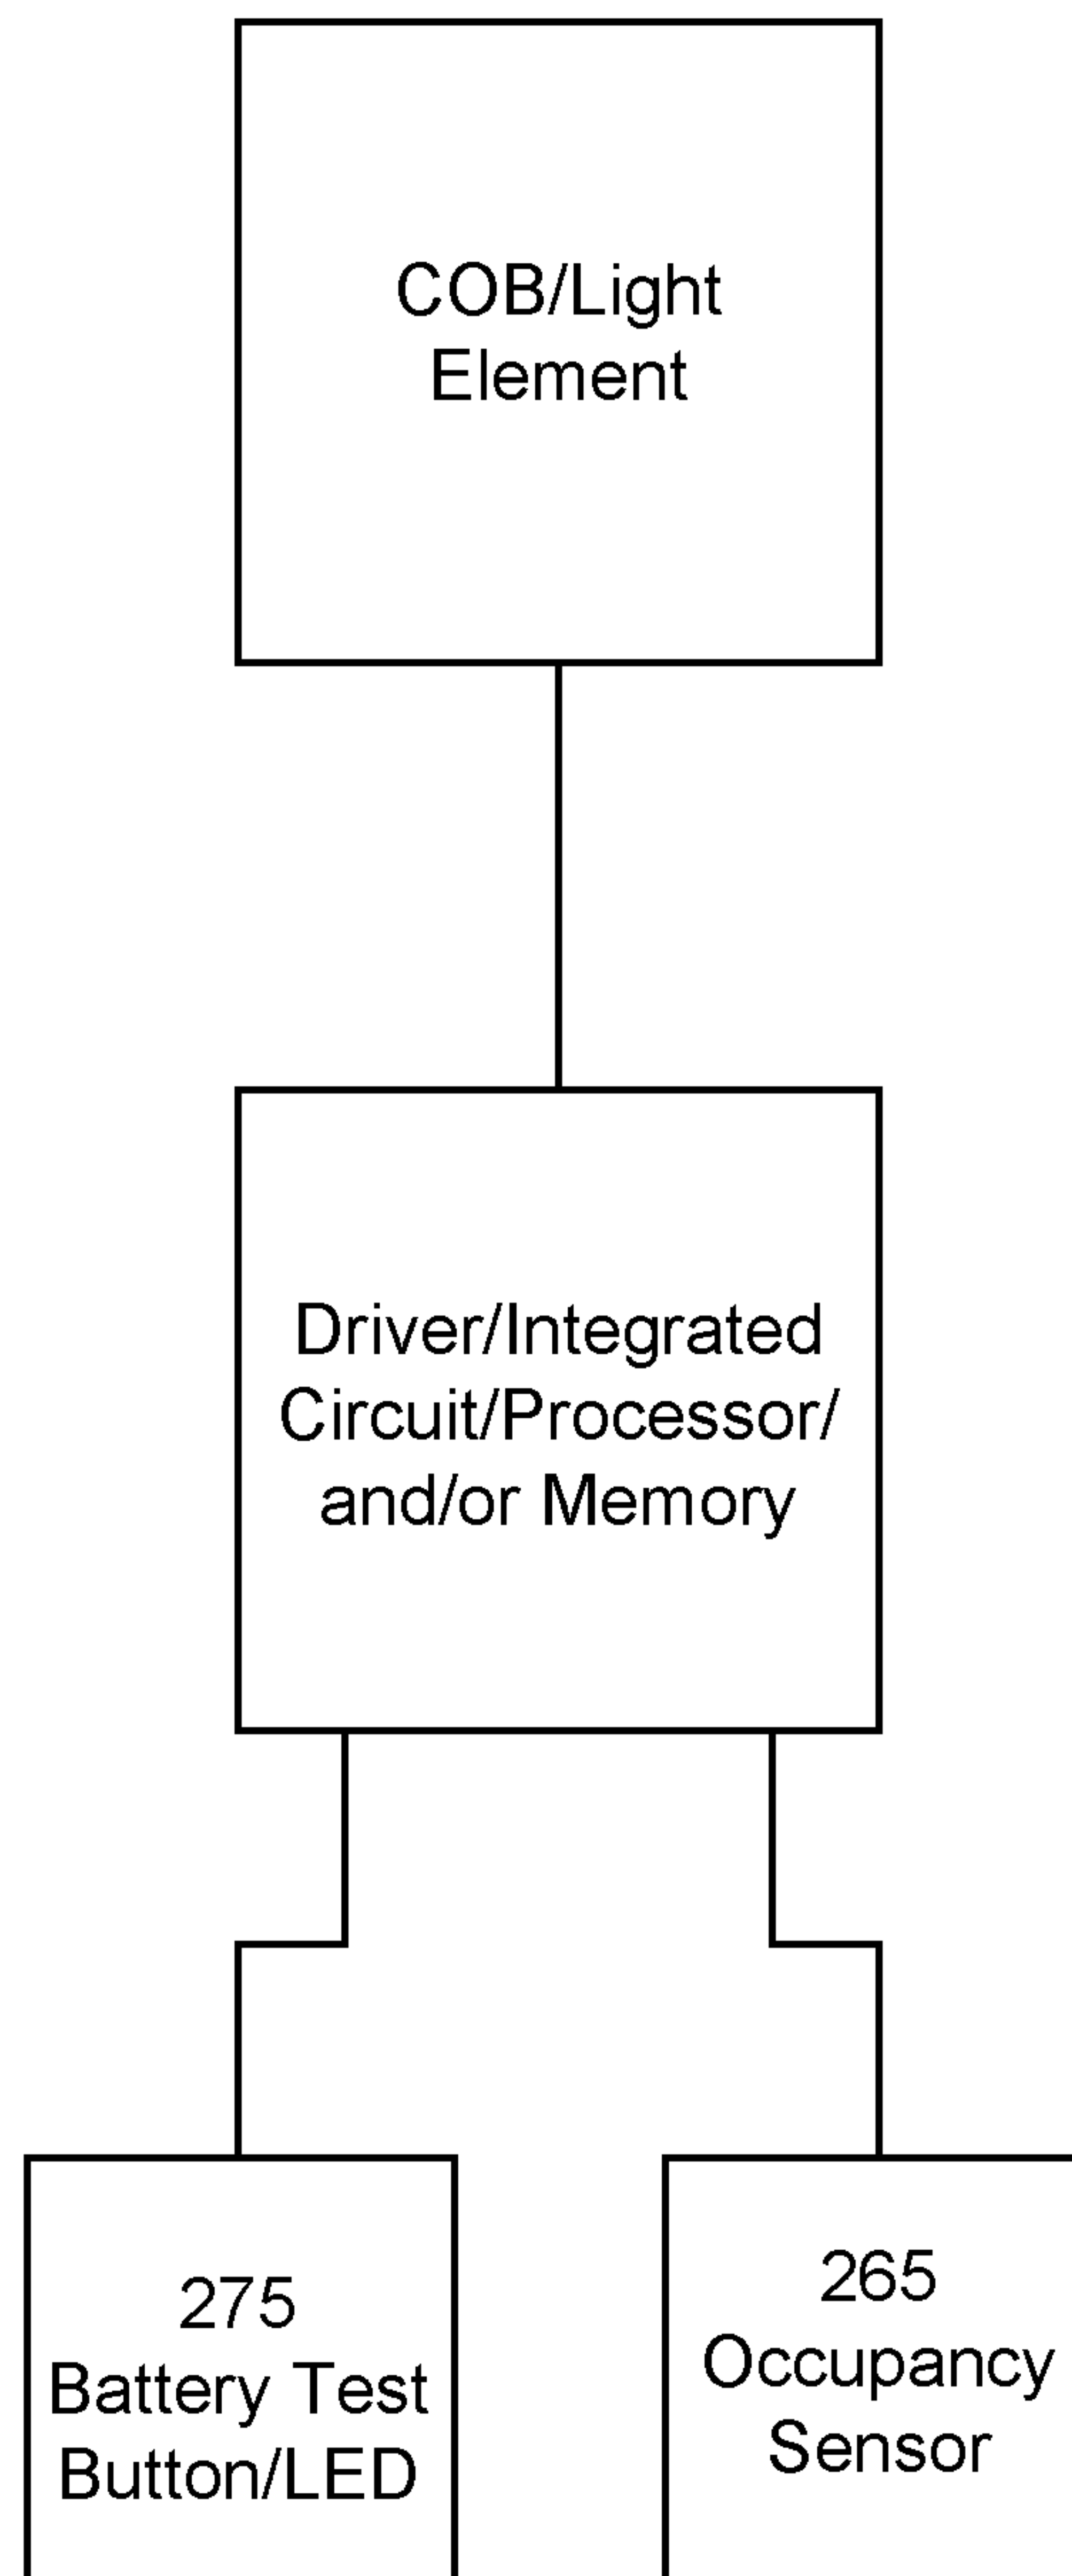 COB/Light
Element
Driver/Integrated
Circuit/Processor/
and/or Memory
275
Battery Test
Button/LED
265
Occupancy
Sensor